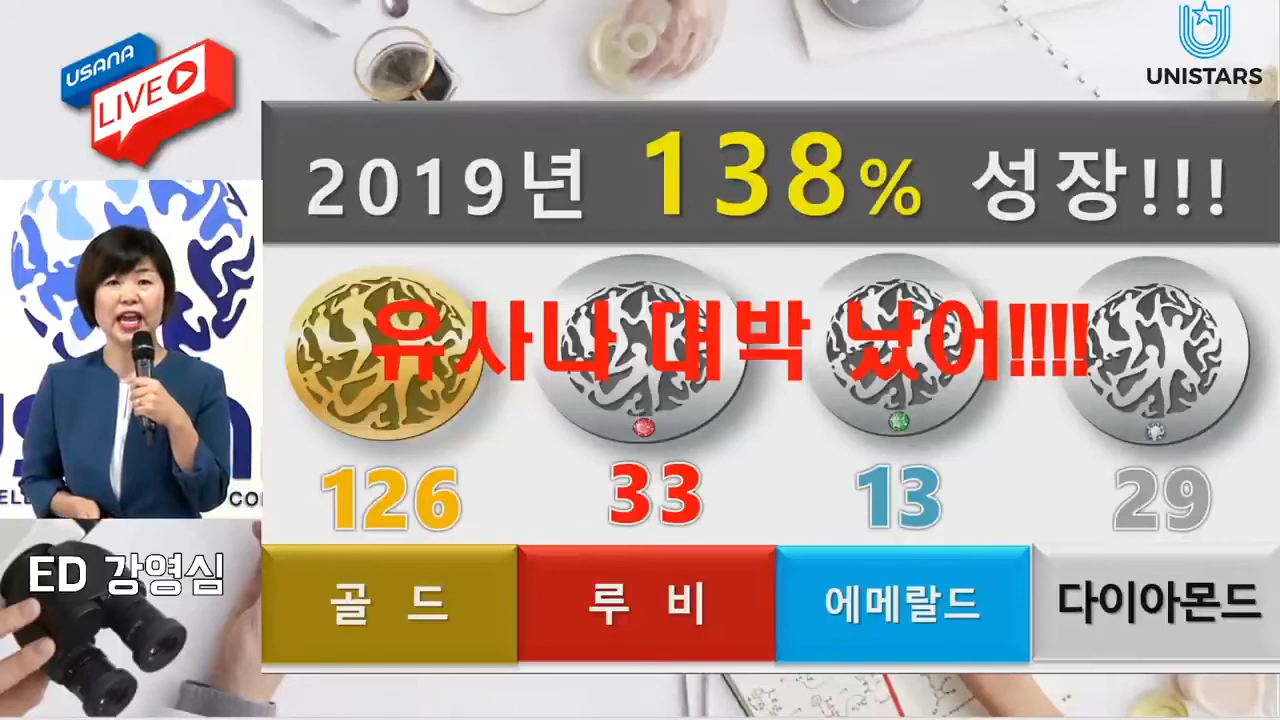 USANA
LIVE
UNISTARS
2019년 138% 성장!!!
유사나 대박 났어!!!!
126
33
13
29
ED 강영심
골드
루비
에메랄드
다이아몬드